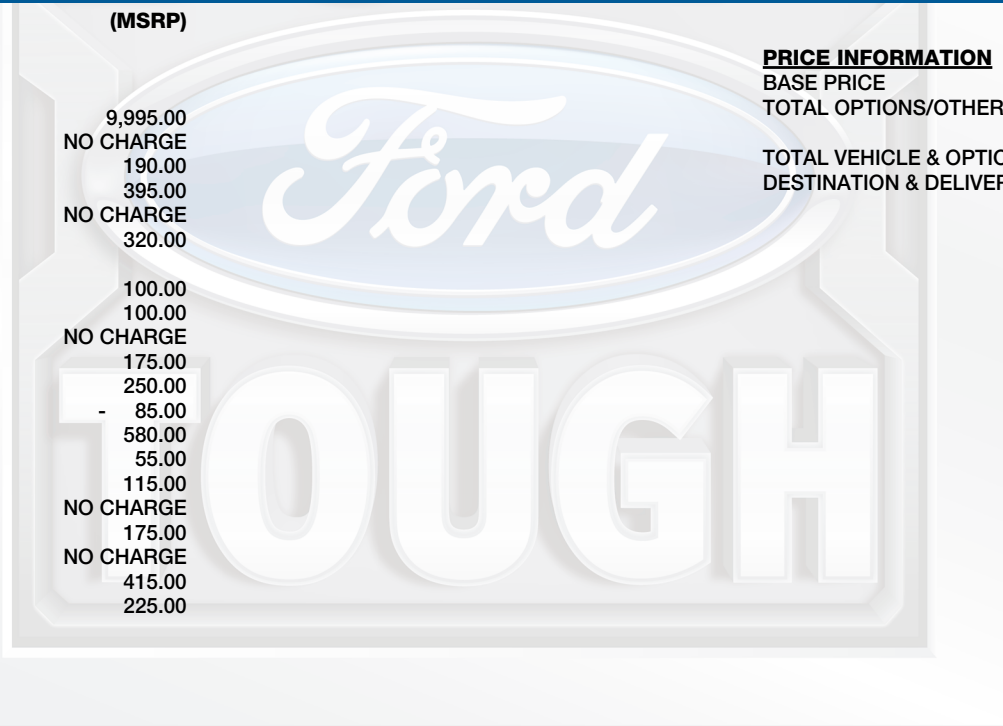 (MSRP)
9,995.00
NO CHARGE
190.00
395.00
NO CHARGE
320.00
100.00
100.00
NO CHARGE
175.00
250.00
- 85.00
580.00
55.00
115.00
NO CHARGE
175.00
NO CHARGE
415.00
225.00
PRICE INFORMATION
BASE PRICE
TOTAL OPTIONS/OTHER
TOTAL VEHICLE & OPTIO
DESTINATION & DELIVER
Ford
TOUGH